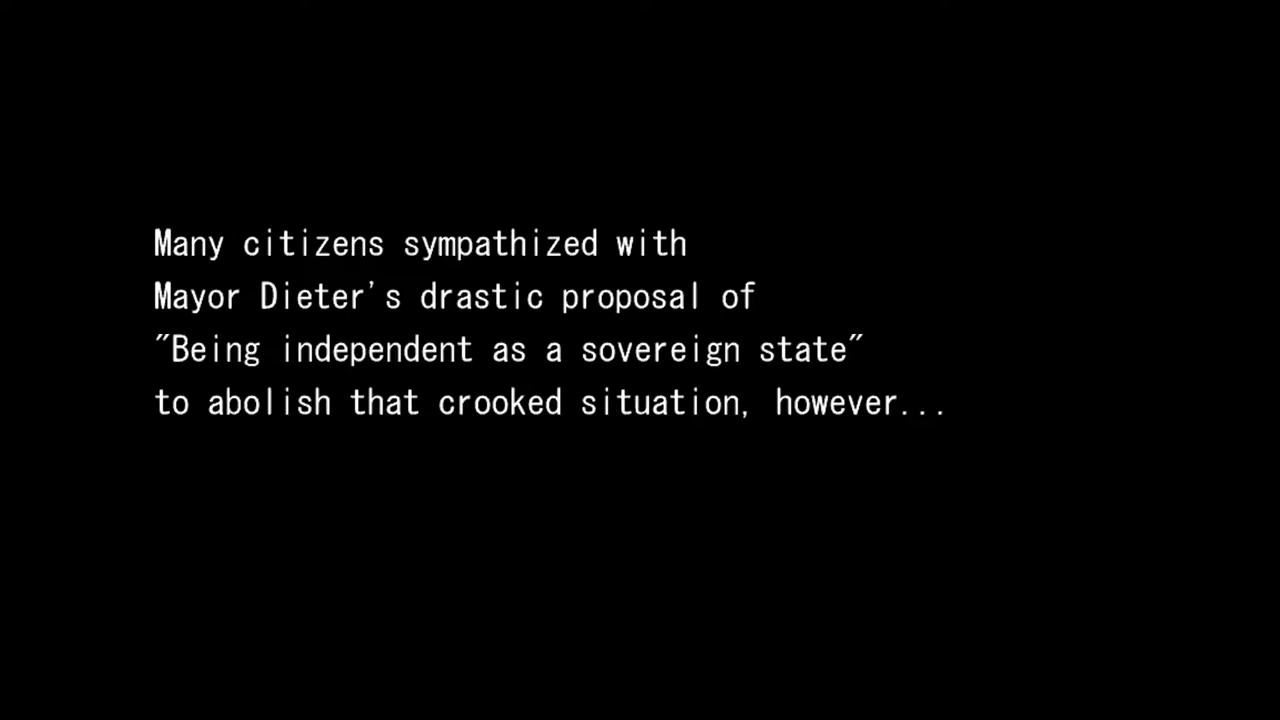 Many citizens sympathized with
Mayor Dieter's drastic proposal of
"Being independent as a sovereign state"
to abolish that crooked situation, however...